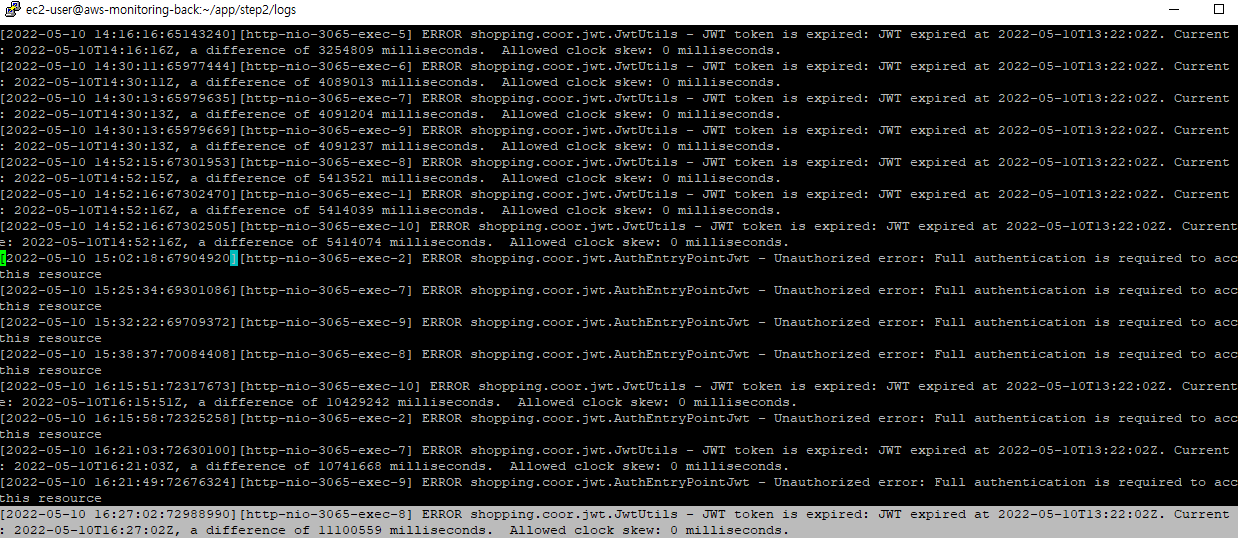 ec2-user@aws-monitoring-back:~/app/step2/logs
[2022-05-10 14:16:16:65143240][http-nio-3065-exec-5] ERROR shopping.coor.jwt.JwtUtils - JWT token is expired: JWT expired at 2022-05-10T13:22:02Z. Current
: 2022-05-10T14:16:16Z, a difference of 3254809 milliseconds.  Allowed clock skew: 0 milliseconds.
[2022-05-10 14:30:11:65977444][http-nio-3065-exec-6] ERROR shopping.coor.jwt.JwtUtils - JWT token is expired: JWT expired at 2022-05-10T13:22:02Z. Current
: 2022-05-10T14:30:11Z, a difference of 4089013 milliseconds.  Allowed clock skew: 0 milliseconds.
[2022-05-10 14:30:13:65979635][http-nio-3065-exec-7] ERROR shopping.coor.jwt.JwtUtils - JWT token is expired: JWT expired at 2022-05-10T13:22:02Z. Current
: 2022-05-10T14:30:13Z, a difference of 4091204 milliseconds.  Allowed clock skew: 0 milliseconds.
[2022-05-10 14:30:13:65979669][http-nio-3065-exec-9] ERROR shopping.coor.jwt.JwtUtils - JWT token is expired: JWT expired at 2022-05-10T13:22:02Z. Current
: 2022-05-10T14:30:13Z, a difference of 4091237 milliseconds.  Allowed clock skew: 0 milliseconds.
[2022-05-10 14:52:15:67301953][http-nio-3065-exec-8] ERROR shopping.coor.jwt.JwtUtils - JWT token is expired: JWT expired at 2022-05-10T13:22:02Z. Current
: 2022-05-10T14:52:15Z, a difference of 5413521 milliseconds.  Allowed clock skew: 0 milliseconds.
[2022-05-10 14:52:16:67302470][http-nio-3065-exec-1] ERROR shopping.coor.jwt.JwtUtils - JWT token is expired: JWT expired at 2022-05-10T13:22:02Z. Current
: 2022-05-10T14:52:16Z, a difference of 5414039 milliseconds.  Allowed clock skew: 0 milliseconds.
[2022-05-10 14:52:16:67302505][http-nio-3065-exec-10] ERROR shopping.coor.jwt.JwtUtils - JWT token is expired: JWT expired at 2022-05-10T13:22:02Z. Current
e: 2022-05-10T14:52:16Z, a difference of 5414074 milliseconds.  Allowed clock skew: 0 milliseconds.
[2022-05-10 15:02:18:67904920][http-nio-3065-exec-2] ERROR shopping.coor.jwt.AuthEntryPointJwt - Unauthorized error: Full authentication is required to acc
this resource
[2022-05-10 15:25:34:69301086][http-nio-3065-exec-7] ERROR shopping.coor.jwt.AuthEntryPointJwt - Unauthorized error: Full authentication is required to acc
this resource
[2022-05-10 15:32:22:69709372][http-nio-3065-exec-9] ERROR shopping.coor.jwt.AuthEntryPointJwt - Unauthorized error: Full authentication is required to acc
this resource
[2022-05-10 15:38:37:70084408][http-nio-3065-exec-8] ERROR shopping.coor.jwt.AuthEntryPointJwt - Unauthorized error: Full authentication is required to acc
this resource
[2022-05-10 16:15:51:72317673][http-nio-3065-exec-10] ERROR shopping.coor.jwt.JwtUtils - JWT token is expired: JWT expired at 2022-05-10T13:22:02Z. Current
e: 2022-05-10T16:15:51Z, a difference of 10429242 milliseconds.  Allowed clock skew: 0 milliseconds.
[2022-05-10 16:15:58:72325258][http-nio-3065-exec-2] ERROR shopping.coor.jwt.AuthEntryPointJwt - Unauthorized error: Full authentication is required to acc
this resource
[2022-05-10 16:21:03:72630100][http-nio-3065-exec-7] ERROR shopping.coor.jwt.JwtUtils - JWT token is expired: JWT expired at 2022-05-10T13:22:02Z. Current
: 2022-05-10T16:21:03Z, a difference of 10741668 milliseconds.  Allowed clock skew: 0 milliseconds.
[2022-05-10 16:21:49:72676324][http-nio-3065-exec-9] ERROR shopping.coor.jwt.AuthEntryPointJwt - Unauthorized error: Full authentication is required to acc
this resource
[2022-05-10 16:27:02:72988990][http-nio-3065-exec-8] ERROR shopping.coor.jwt.JwtUtils - JWT token is expired: JWT expired at 2022-05-10T13:22:02Z. Current
: 2022-05-10T16:27:02Z, a difference of 11100559 milliseconds.  Allowed clock skew: 0 milliseconds.